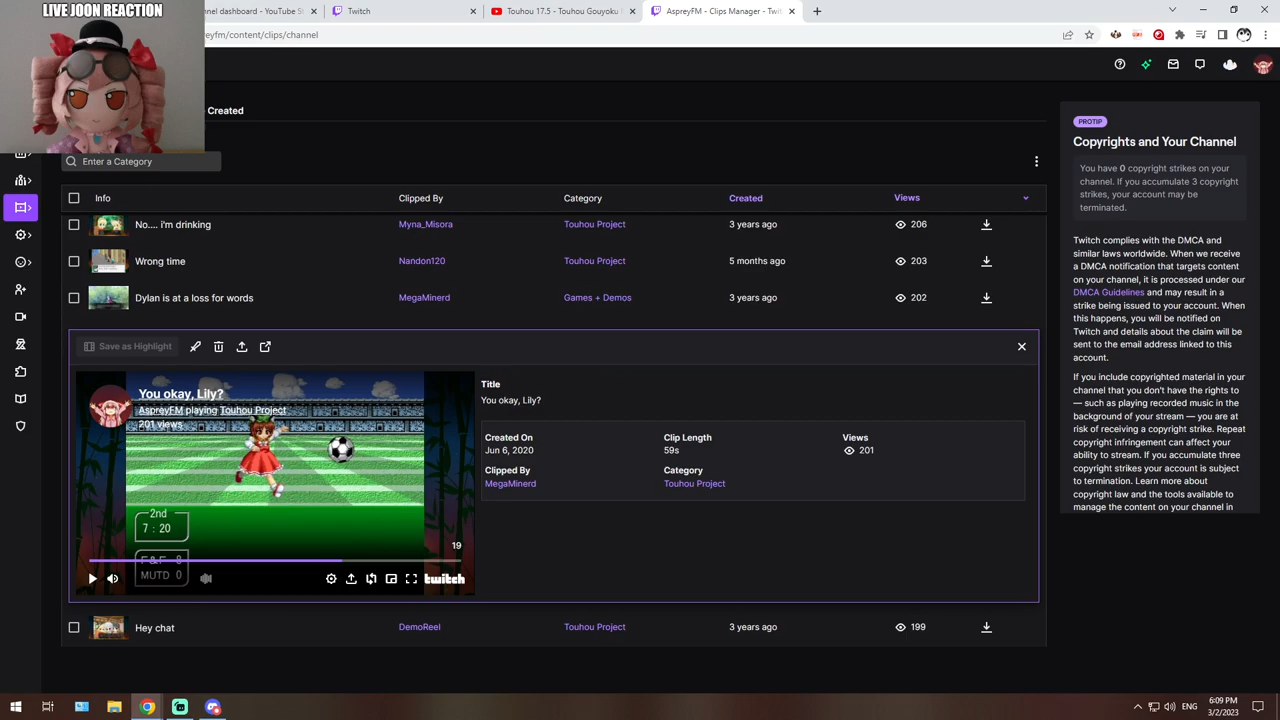 LIVE JOON REACTION
nnel dashboard - YouTube St
Twitch
Touhou 17.5 - Touhou Gouyoku
AspreyFM - Clips Manager - Twit
eyfm/content/clips/channel
Created
Enter a Category
Info Clipped By Category Created Views
No.... i'm drinking Myna_Misora Touhou Project 3 years ago 206
Wrong time Nandon120 Touhou Project 5 months ago 203
Dylan is at a loss for words MegaMinerd Games + Demos 3 years ago 202
Save as Highlight
You okay, Lily?
AspreyFM playing Touhou Project
201 views
2nd
7 : 20
F&F 0
MUTD 0
19
twitch
Title
You okay, Lily?
Created On Clip Length Views
Jun 6, 2020 59s 201
Clipped By Category
MegaMinerd Touhou Project
Hey chat DemoReel Touhou Project 3 years ago 199
PROTIP
Copyrights and Your Channel
You have 0 copyright strikes on
your channel. If you accumulate 3 copyright
strikes, your account may be
terminated.
Twitch complies with the DMCA and
similar laws worldwide. When we receive
a DMCA notification that targets content
on your channel, it is processed under our
DMCA Guidelines and may result in a
strike being issued to your account. When
this happens, you will be notified on
Twitch and details about the claim will be
sent to the email address linked to this
account.
If you include copyrighted material in your
channel that you don't have the rights to
— such as playing recorded music in the
background of your stream — you are at
risk of receiving a copyright strike. Repeat
copyright infringement can affect your
ability to stream. If you accumulate three
copyright strikes your account is subject
to termination. Learn more about
copyright law and the tools available to
manage the content on your channel in
ENG
6:09 PM
3/2/2023